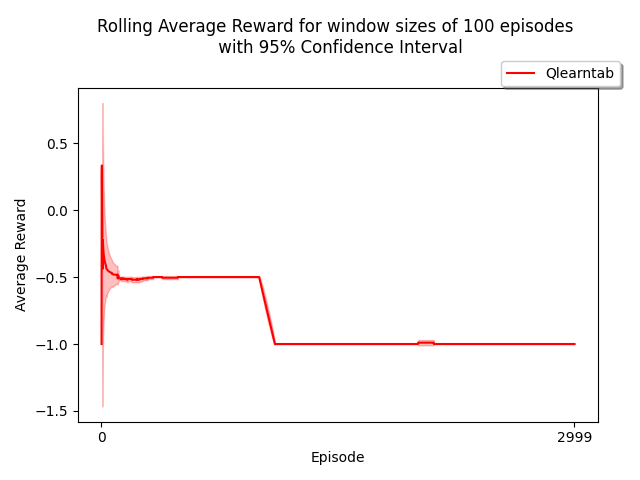 Rolling Average Reward for window sizes of 100 episodes
with 95% Confidence Interval
Qlearntab
0.5
0.0
−0.5
−1.0
−1.5
Average Reward
0
2999
Episode